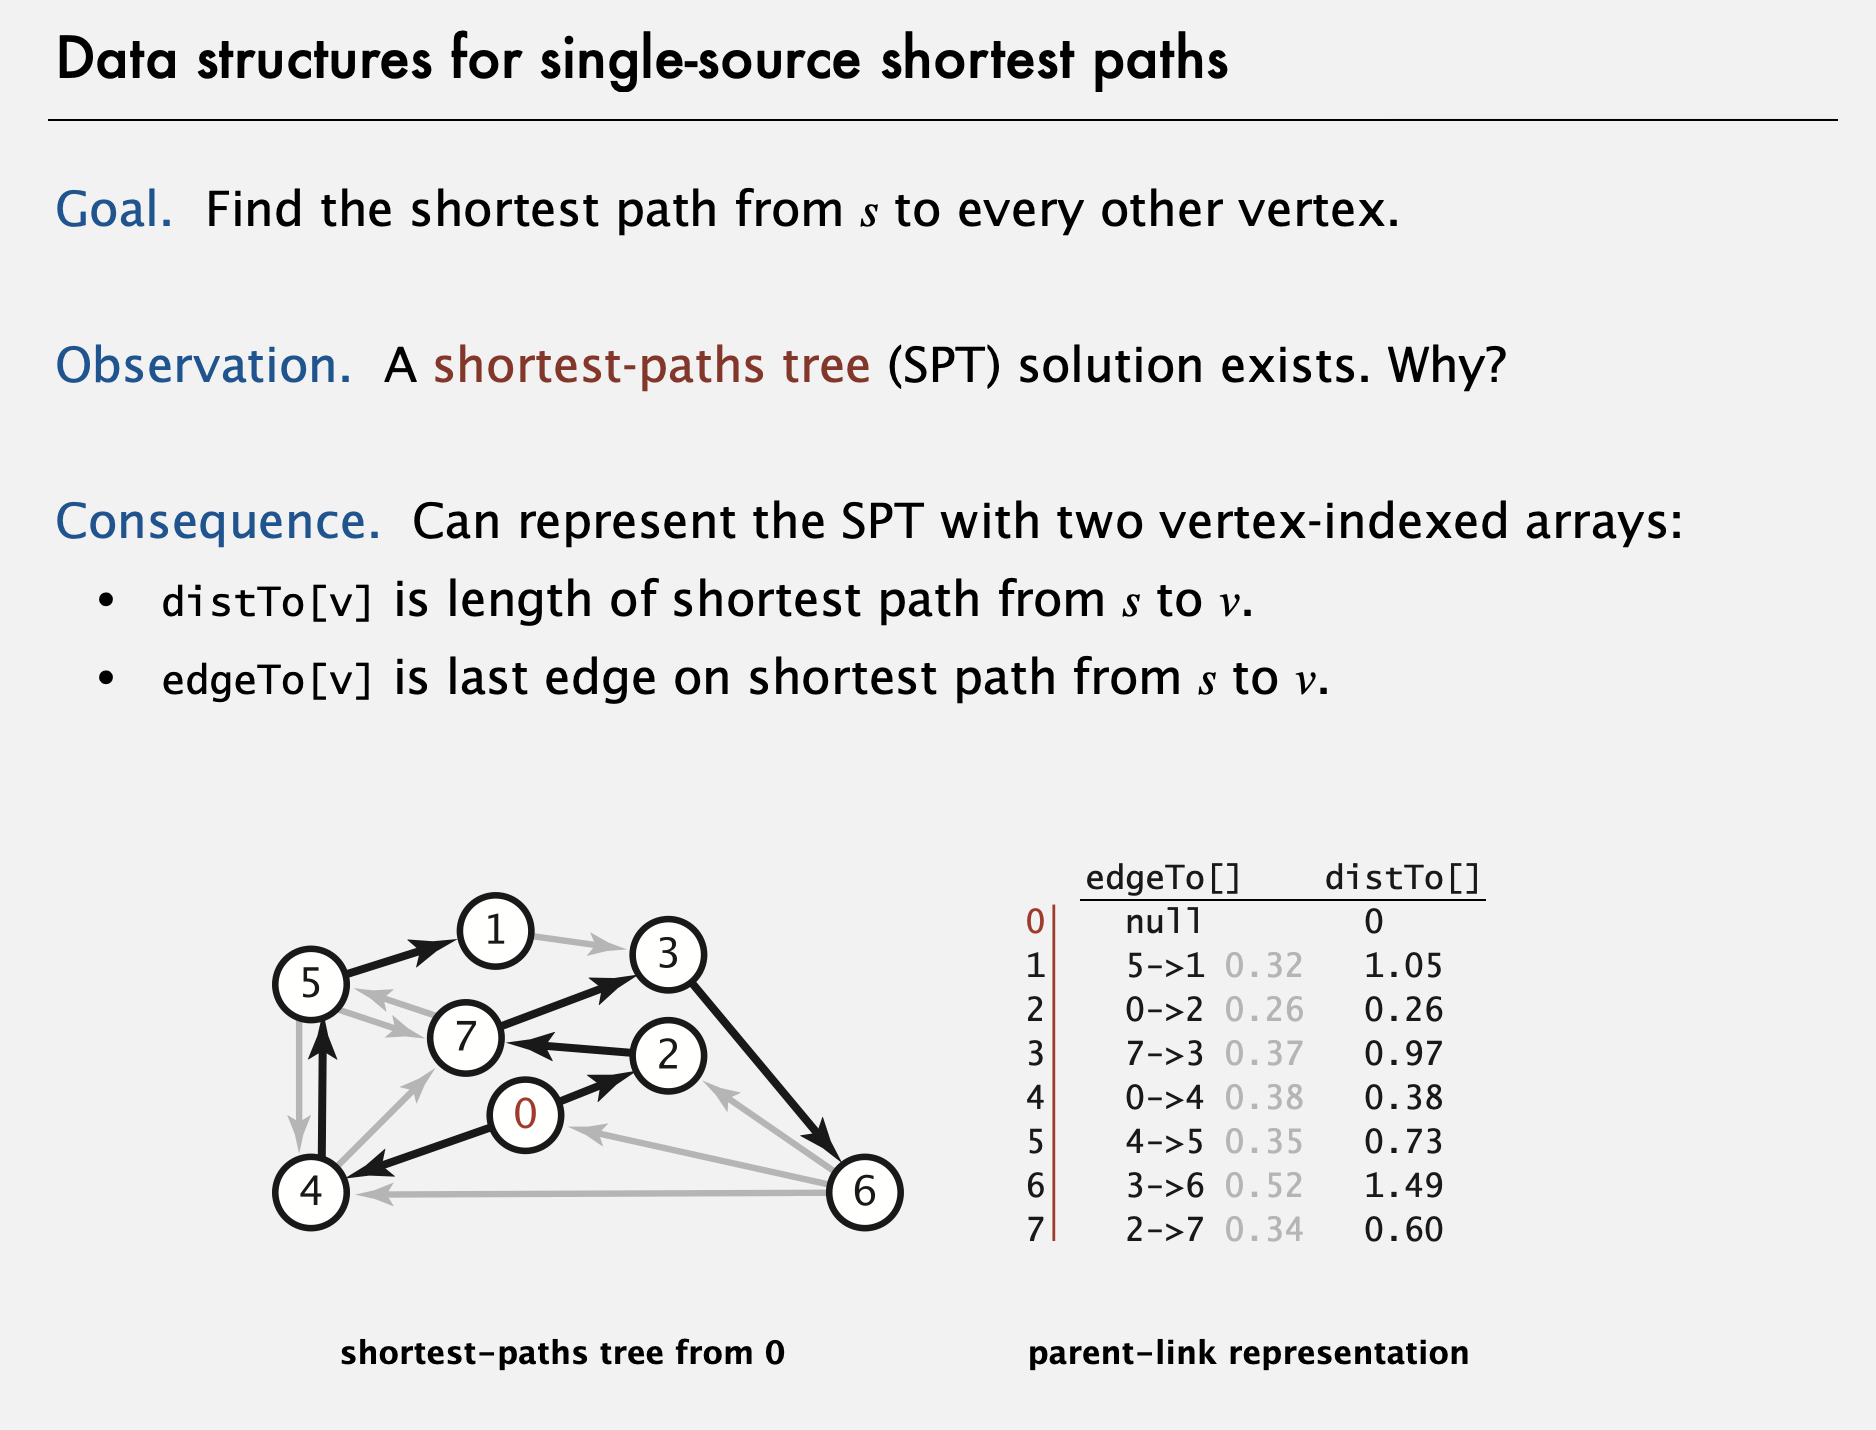 Data structures for single-source shortest paths
Goal. Find the shortest path from s to every other vertex.
Observation. A shortest-paths tree (SPT) solution exists. Why?
Consequence. Can represent the SPT with two vertex-indexed arrays:
• distTo[v] is length of shortest path from s to v.
• edgeTo[v] is last edge on shortest path from s to v.
1
3
5
7
2
0
4
6
shortest-paths tree from 0
edgeTo[] distTo[]
0 null 0
1 5->1 0.32 1.05
2 0->2 0.26 0.26
3 7->3 0.37 0.97
4 0->4 0.38 0.38
5 4->5 0.35 0.73
6 3->6 0.52 1.49
7 2->7 0.34 0.60
parent-link representation